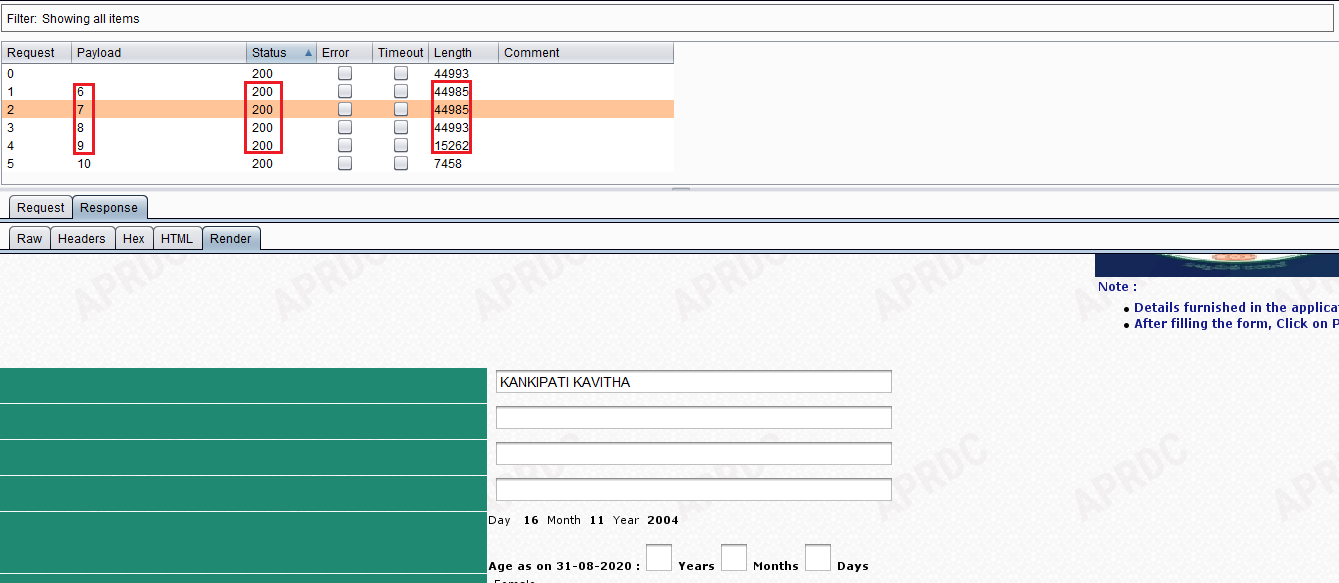 Filter: Showing all items
Request Payload Status Error Timeout Length Comment
0 200 44993
1 6 200 44985
2 7 200 44985
3 8 200 44993
4 9 200 15262
5 10 200 7458
Request Response
Raw Headers Hex HTML Render
APRDC APRDC APRDC APRDC APRDC
Note :
Details furnished in the applica
After filling the form, Click on P
KANKIPATI KAVITHA
APRDC APRDC
Day 16 Month 11 Year 2004
Age as on 31-08-2020 : Years Months Days
Female